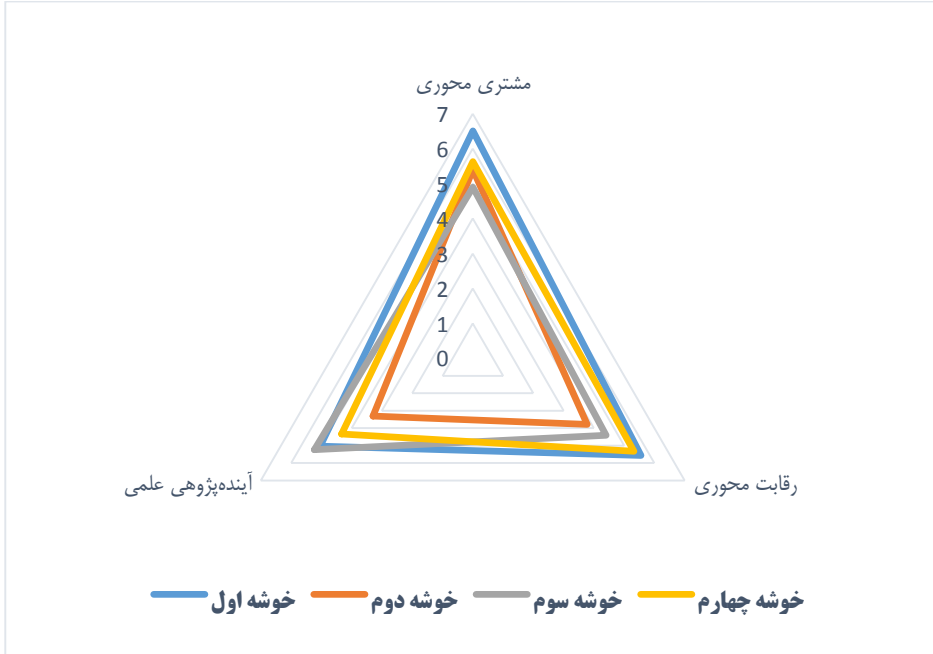 مشتری محوری
7
6
5
4
3
2
1
0
رقابت محوری
آینده‌پژوهی علمی
خوشه اول
خوشه دوم
خوشه سوم
خوشه چهارم